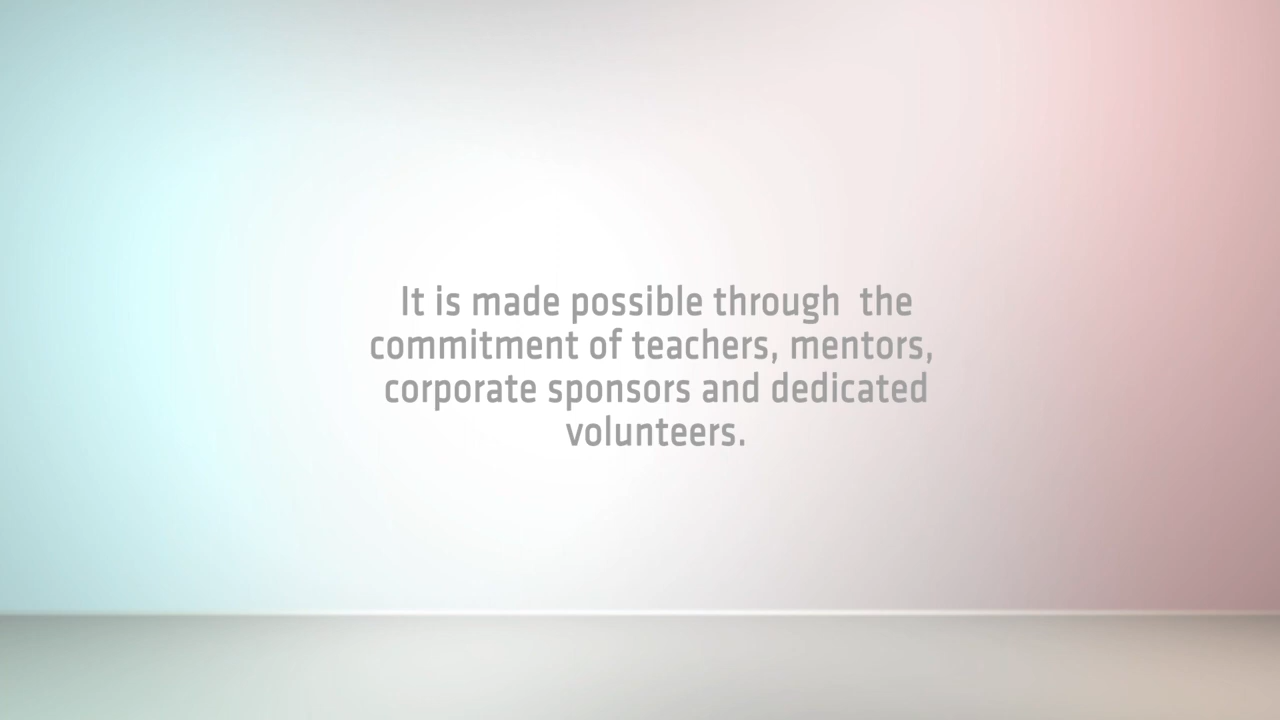 It is made possible through  the
commitment of teachers, mentors,
corporate sponsors and dedicated
volunteers.